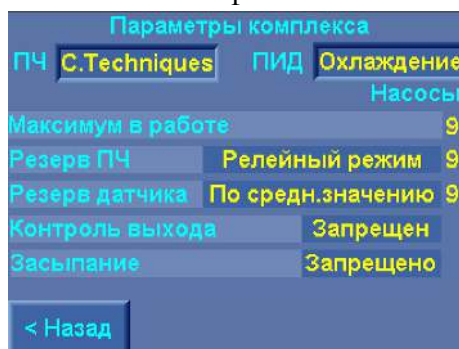 Параметры комплекса
ПЧ C.Techniques ПИД Охлаждение
Насосы
Максимум в работе 9
Резерв ПЧ Релейный режим 9
Резерв датчика По средн.значению 9
Контроль выхода Запрещен
Засыпание Запрещено
< Назад